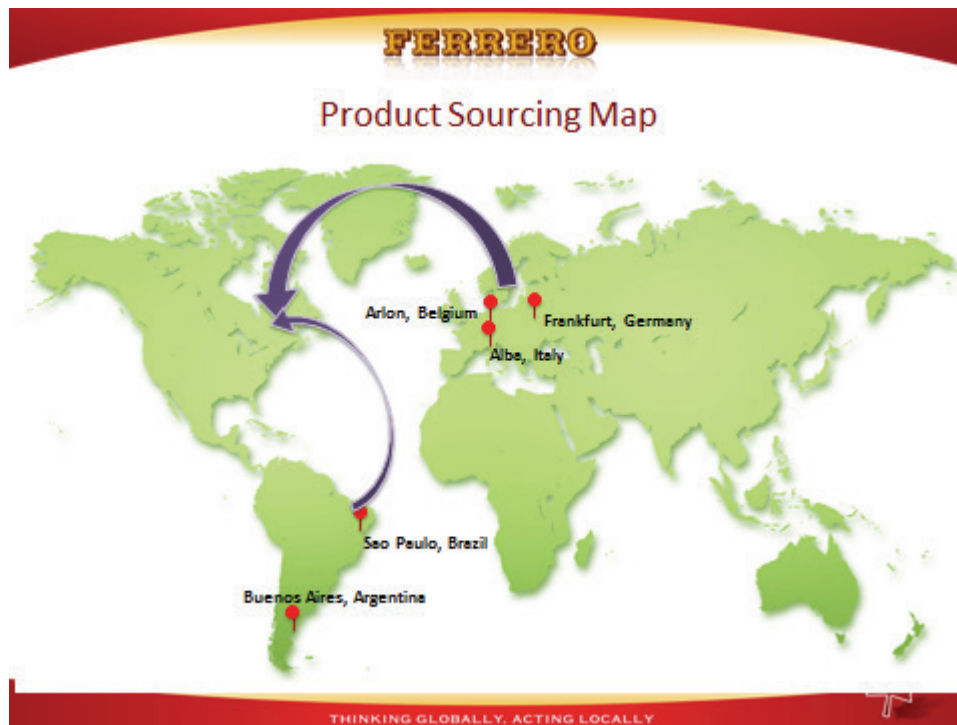 FERRERO
Product Sourcing Map
Arlon, Belgium
Frankfurt, Germany
Alba, Italy
Sao Paulo, Brazil
Buenos Aires, Argentina
THINKING GLOBALLY, ACTING LOCALLY